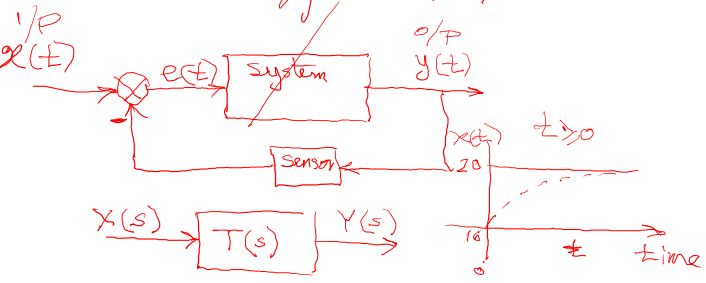 i/p
x(t)
e(t)
system
o/p
y(t)
sensor
x(t)
t≥0
20
X(s)
T(s)
Y(s)
10
0
t
time